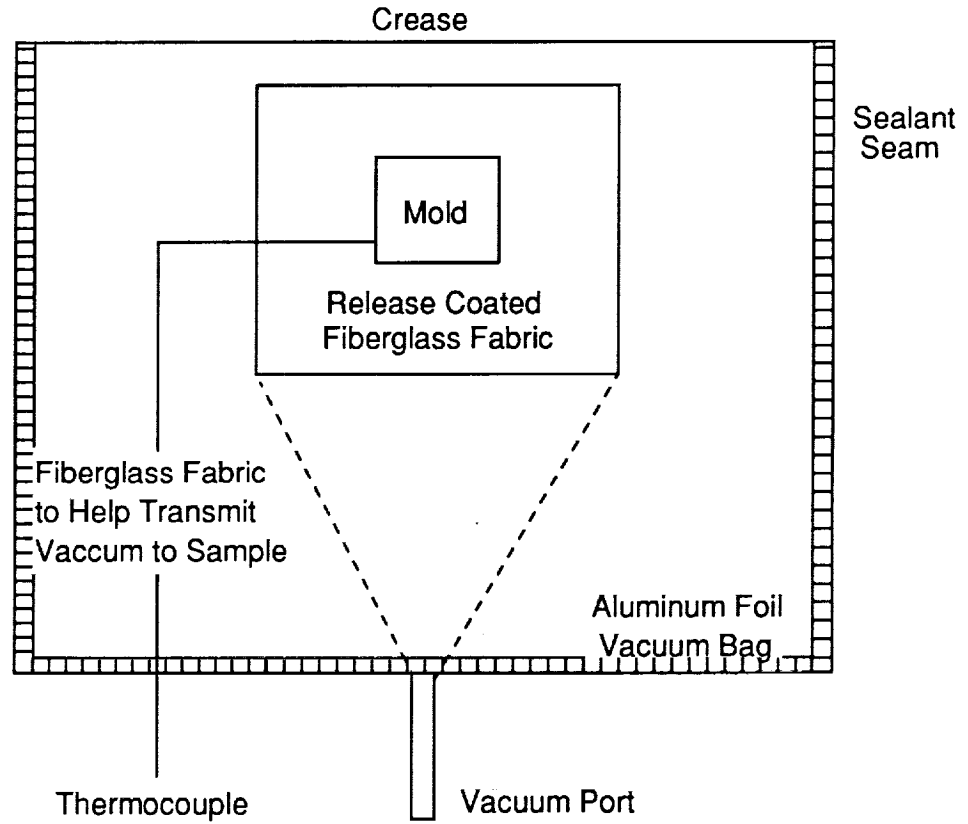 Crease
Sealant
Seam
Mold
Release Coated
Fiberglass Fabric
Fiberglass Fabric
to Help Transmit
Vaccum to Sample
Aluminum Foil
Vacuum Bag
Thermocouple
Vacuum Port